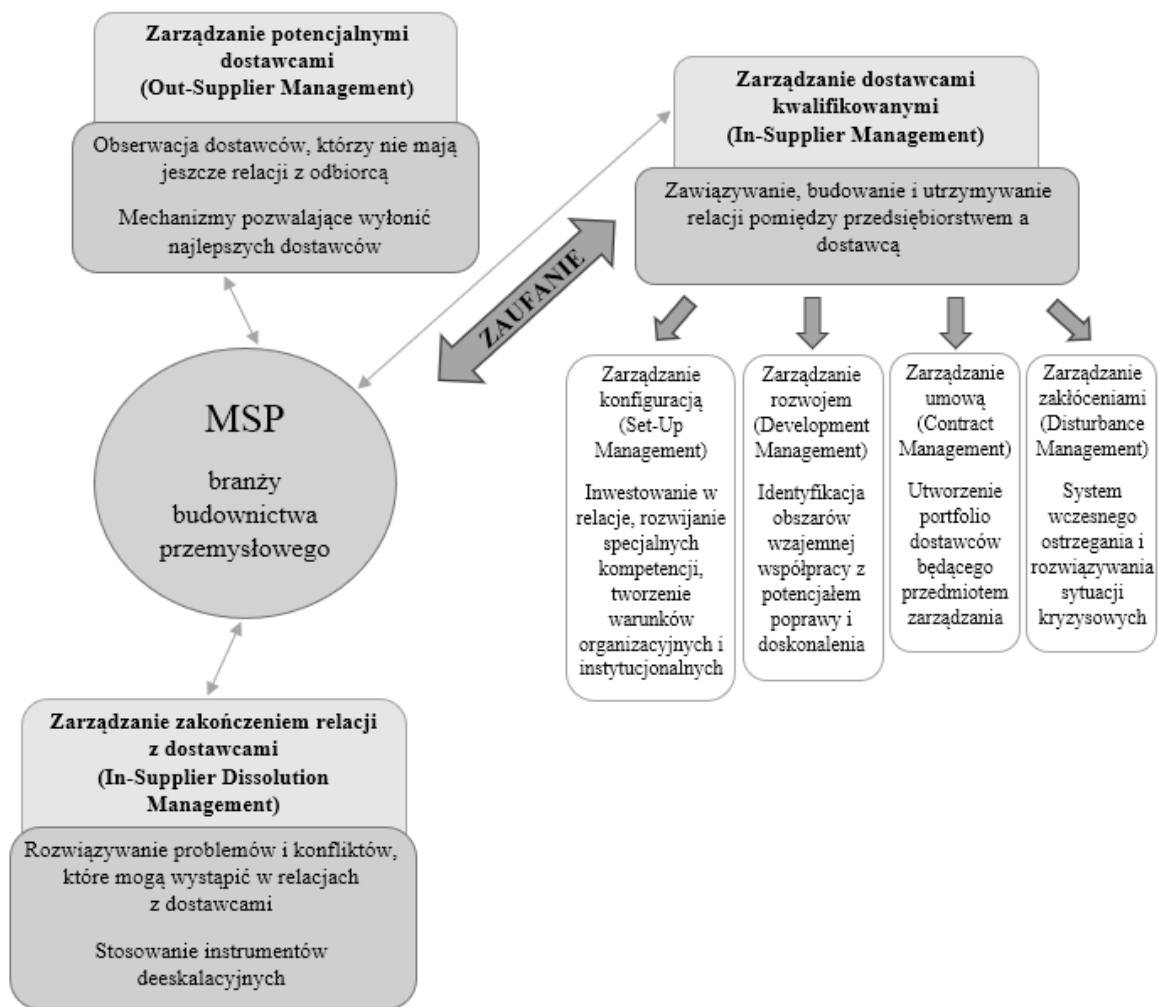 Zarządzanie potencjalnymi
dostawcami
(Out-Supplier Management)
Obserwacja dostawców, którzy nie mają
jeszcze relacji z odbiorcą
Mechanizmy pozwalające wyłonić
najlepszych dostawców
Zarządzanie dostawcami
kwalifikowanymi
(In-Supplier Management)
Zawiązywanie, budowanie i utrzymywanie
relacji pomiędzy przedsiębiorstwem a
dostawcą
ZAUFANIE
MSP
branży
budownictwa
przemysłowego
Zarządzanie
konfiguracją
(Set-Up
Management)
Inwestowanie w
relacje, rozwijanie
specjalnych
kompetencji,
tworzenie
warunków
organizacyjnych i
instytucjonalnych
Zarządzanie
rozwojem
(Development
Management)
Identyfikacja
obszarów
wzajemnej
współpracy z
potencjałem
poprawy i
doskonalenia
Zarządzanie
umową
(Contract
Management)
Utworzenie
portfolio
dostawców
będącego
przedmiotem
zarządzania
Zarządzanie
zakłóceniami
(Disturbance
Management)
System
wczesnego
ostrzegania i
rozwiązywania
sytuacji
kryzysowych
Zarządzanie zakończeniem relacji
z dostawcami
(In-Supplier Dissolution
Management)
Rozwiązywanie problemów i konfliktów,
które mogą wystąpić w relacjach
z dostawcami
Stosowanie instrumentów
deeskalacyjnych